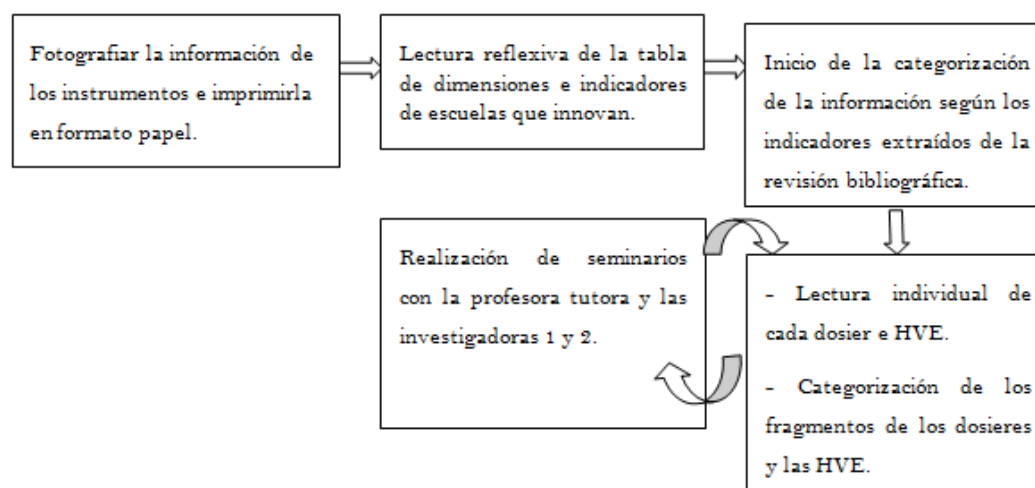 Fotografiar la información de
los instrumentos e imprimirla
en formato papel.
Lectura reflexiva de la tabla
de dimensiones e indicadores
de escuelas que innovan.
Inicio de la categorización
de la información según los
indicadores extraídos de la
revisión bibliográfica.
Realización de seminarios
con la profesora tutora y las
investigadoras 1 y 2.
- Lectura individual de
cada dosier e HVE.
- Categorización de los
fragmentos de los dosieres
y las HVE.